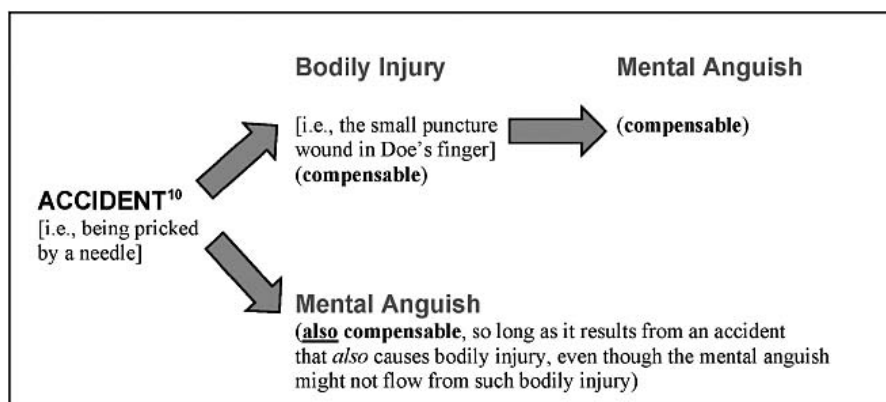 Bodily Injury
Mental Anguish
[i.e., the small puncture
wound in Doe's finger]
(compensable)
(compensable)
ACCIDENT¹⁰
[i.e., being pricked
by a needle]
Mental Anguish
(also compensable, so long as it results from an accident
that also causes bodily injury, even though the mental anguish
might not flow from such bodily injury)